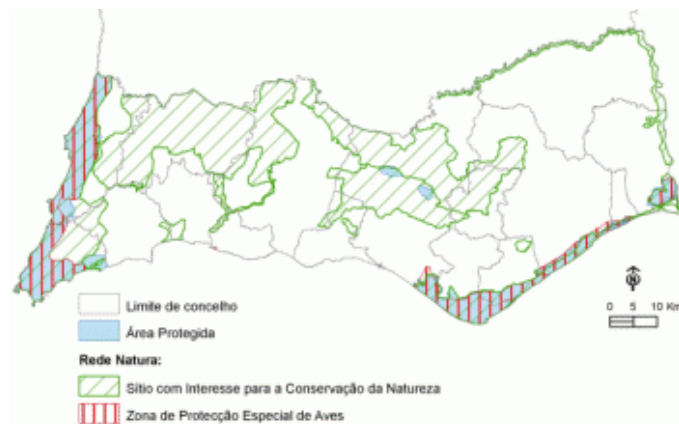 N
0 5 10 Km
Limite de concelho
Área Protegida
Rede Natura:
Sítio com Interesse para a Conservação da Natureza
Zona de Protecção Especial de Aves